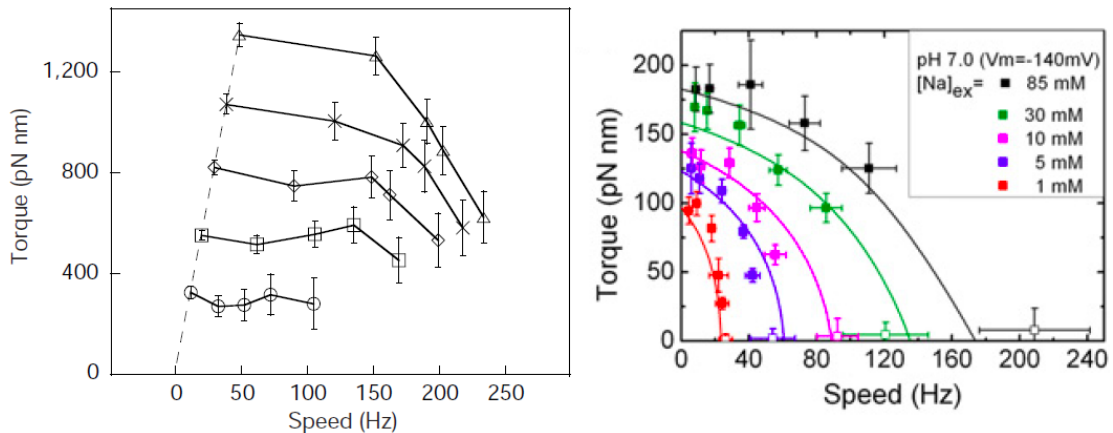 1,200
800
400
0
Torque (pN nm)
0 50 100 150 200 250
Speed (Hz)
200
150
100
50
0
Torque (pN nm)
0 40 80 120 160 200 240
Speed (Hz)
pH 7.0 (Vm=-140mV)
[Na]ex= 85 mM
30 mM
10 mM
5 mM
1 mM